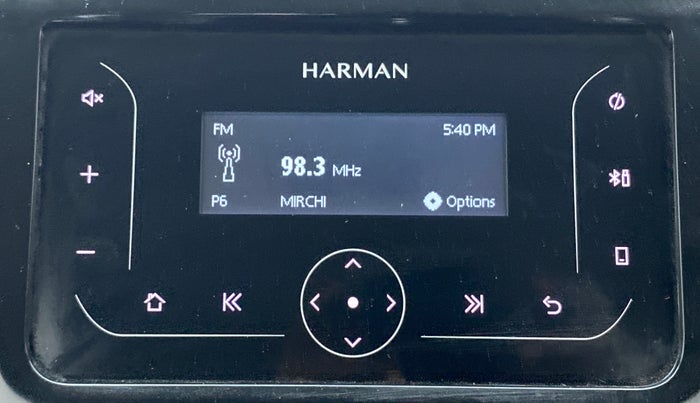 HARMAN
FM 5:40 PM
98.3 MHz
P6 MIRCHI Options